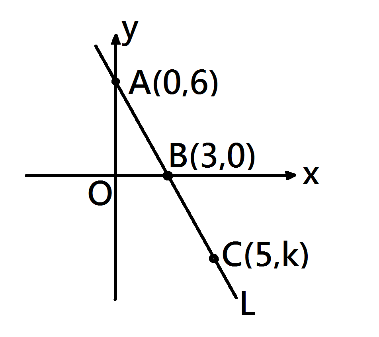 y
A(0,6)
B(3,0)
x
O
C(5,k)
L